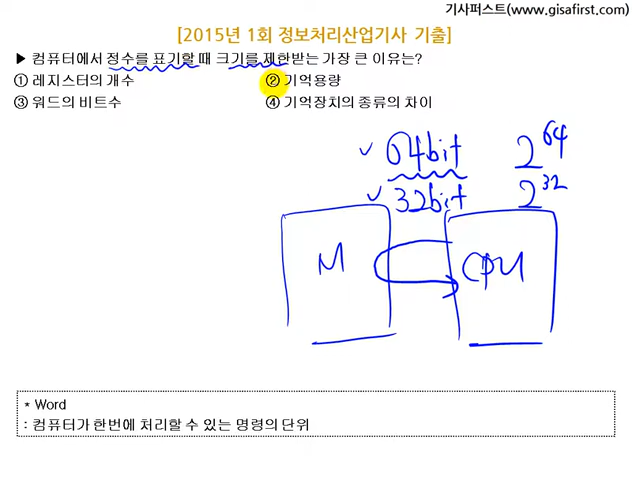 기사퍼스트(www.gisafirst.com)
[2015년 1회 정보처리산업기사 기출]
▶ 컴퓨터에서 정수를 표기할 때 크기를 제한받는 가장 큰 이유는?
① 레지스터의 개수 ② 기억용량
③ 워드의 비트수 ④ 기억장치의 종류의 차이
64bit 2^64
32bit 2^32
M CPU
* Word
: 컴퓨터가 한번에 처리할 수 있는 명령의 단위